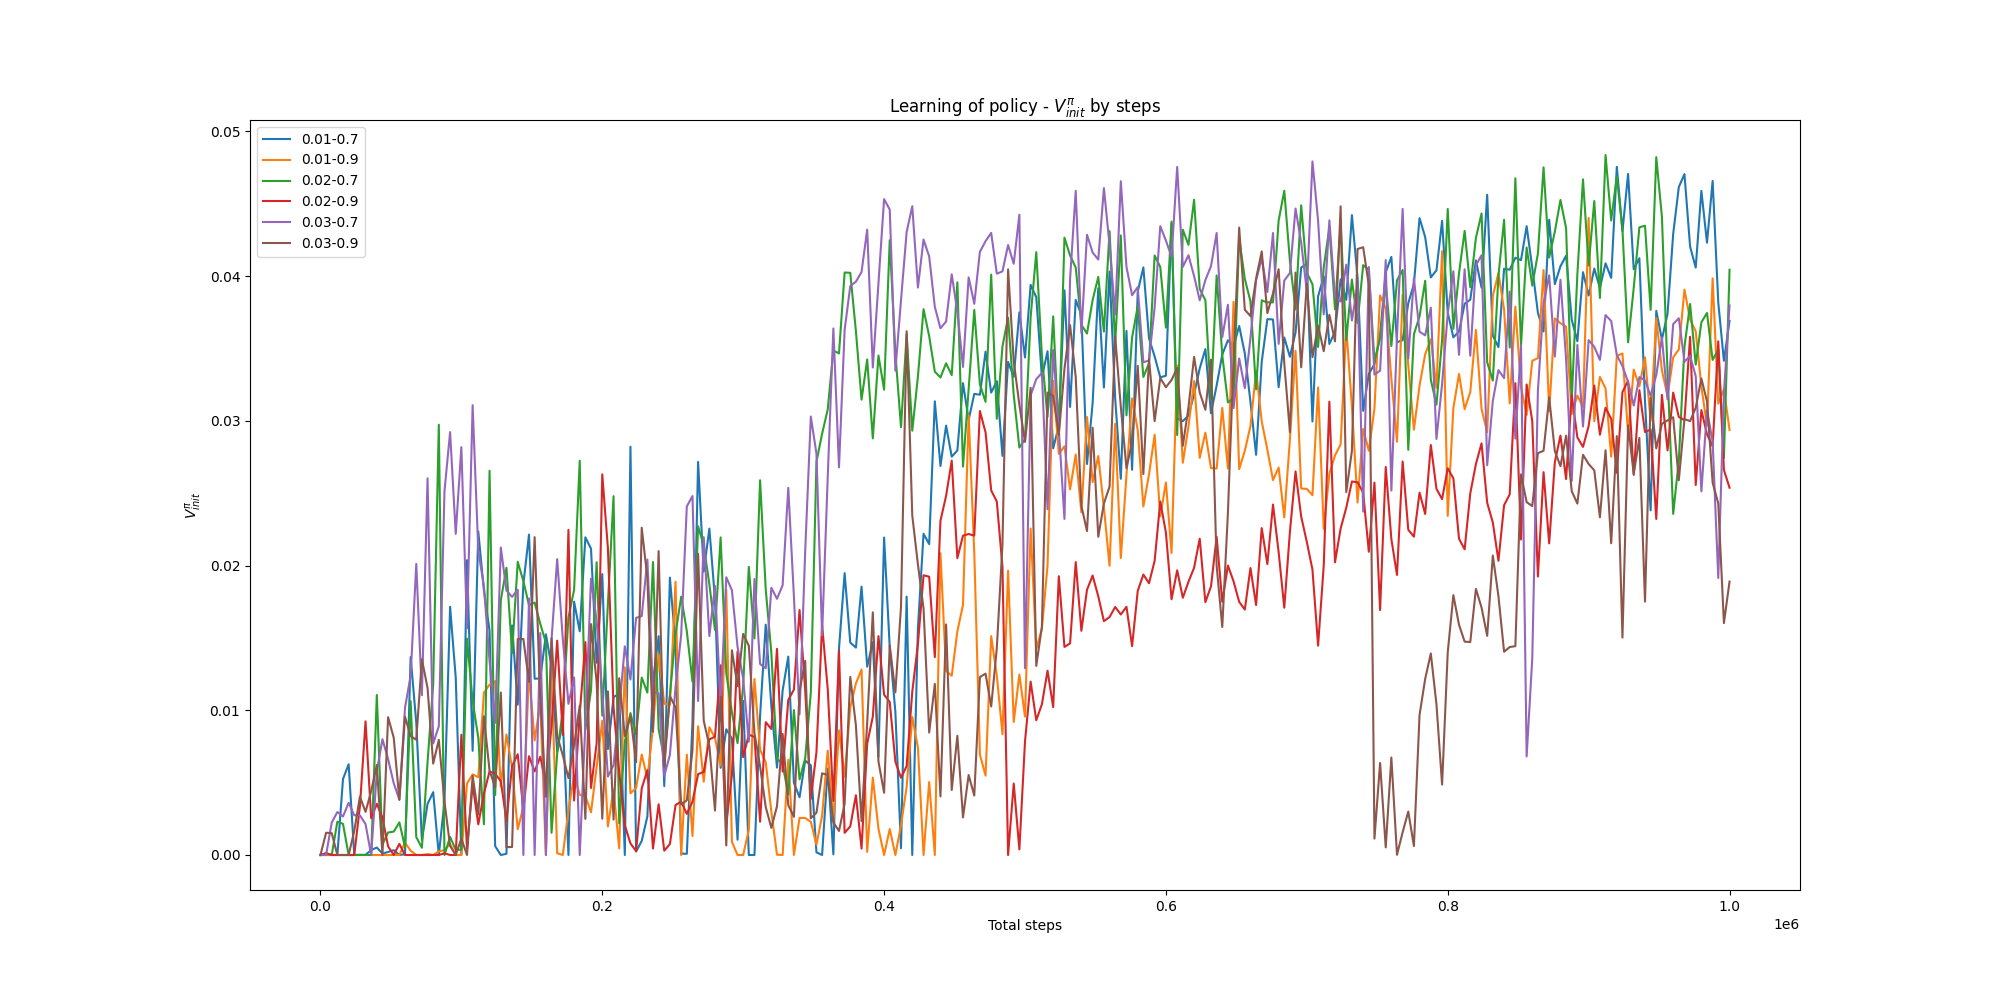 Learning of policy - $V_{init}^{\pi}$ by steps
0.01-0.7
0.01-0.9
0.02-0.7
0.02-0.9
0.03-0.7
0.03-0.9
0.05
0.04
0.03
0.02
0.01
0.00
$V_{init}^{\pi}$
0.0 0.2 0.4 0.6 0.8 1.0
Total steps
1e6